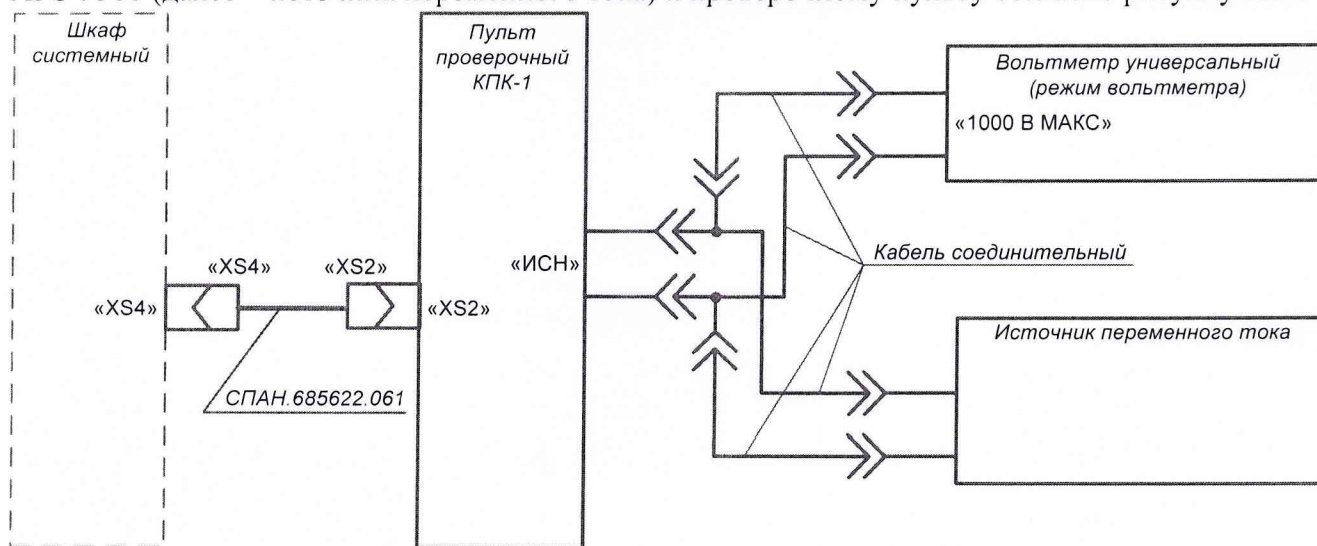 Шкаф
системный
Пульт
проверочный
КПК-1
Вольтметр универсальный
(режим вольтметра)
«1000 В МАКС»
«ИСН»
Кабель соединительный
«XS4»
«XS2»
«XS4»
«XS2»
Источник переменного тока
СПАН.685622.061